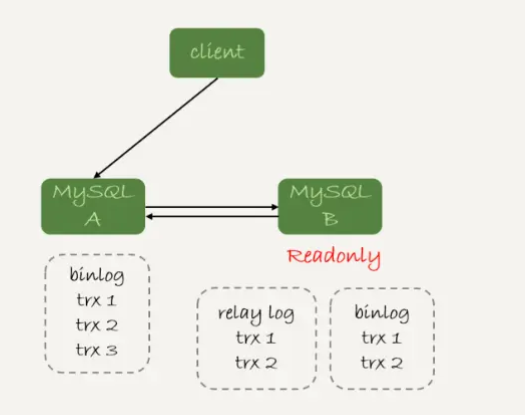 client
MySQL
A
MySQL
B
Readonly
binlog
trx 1
trx 2
trx 3
relay log
trx 1
trx 2
binlog
trx 1
trx 2